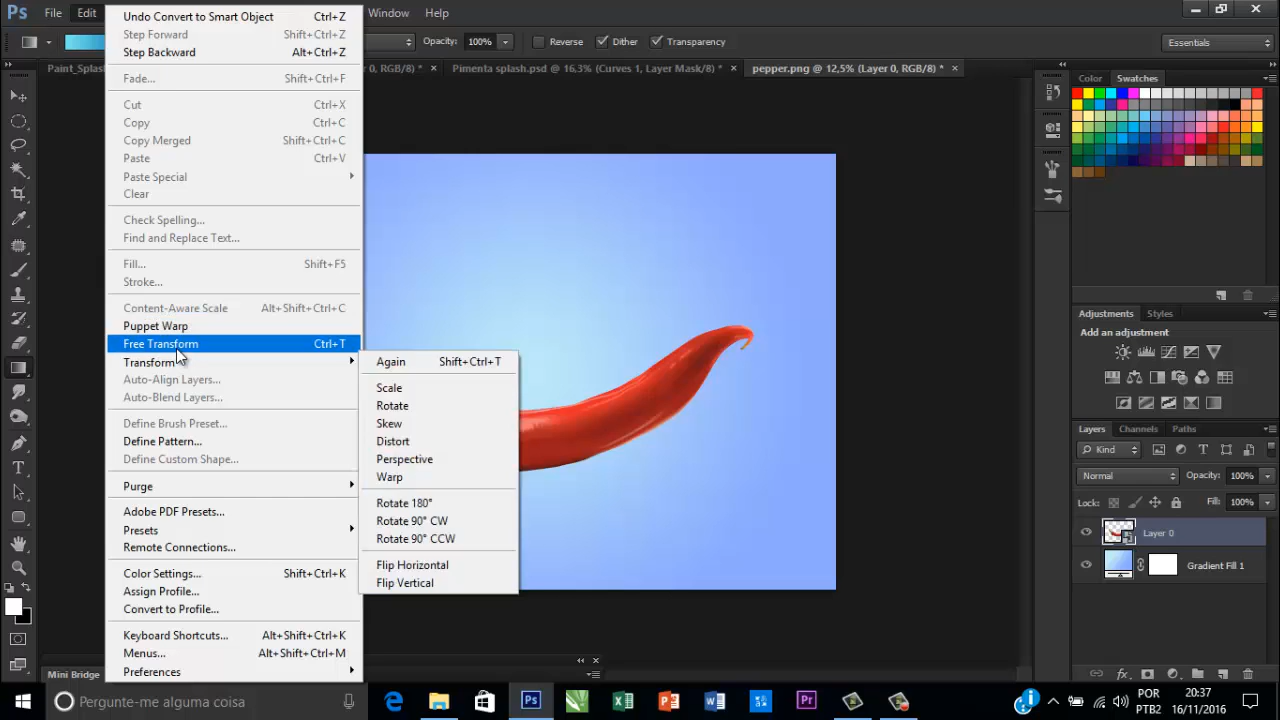 Ps File Edit Window Help
Opacity: 100% Reverse Dither Transparency Essentials
Paint_Splas 0, RGB/8) * × Pimenta splash.psd @ 16,3% (Curves 1, Layer Mask/8) * × pepper.png @ 12,5% (Layer 0, RGB/8) * ×
Undo Convert to Smart Object Ctrl+Z
Step Forward Shift+Ctrl+Z
Step Backward Alt+Ctrl+Z
Fade... Shift+Ctrl+F
Cut Ctrl+X
Copy Ctrl+C
Copy Merged Shift+Ctrl+C
Paste Ctrl+V
Paste Special
Clear
Check Spelling...
Find and Replace Text...
Fill... Shift+F5
Stroke...
Content-Aware Scale Alt+Shift+Ctrl+C
Puppet Warp
Free Transform Ctrl+T
Transform
Auto-Align Layers...
Auto-Blend Layers...
Define Brush Preset...
Define Pattern...
Define Custom Shape...
Purge
Adobe PDF Presets...
Presets
Remote Connections...
Color Settings... Shift+Ctrl+K
Assign Profile...
Convert to Profile...
Keyboard Shortcuts... Alt+Shift+Ctrl+K
Menus... Alt+Shift+Ctrl+M
Preferences
Again Shift+Ctrl+T
Scale
Rotate
Skew
Distort
Perspective
Warp
Rotate 180°
Rotate 90° CW
Rotate 90° CCW
Flip Horizontal
Flip Vertical
Color Swatches
Adjustments Styles
Add an adjustment
Layers Channels Paths
Kind
Normal Opacity: 100%
Lock: Fill: 100%
Layer 0
Gradient Fill 1
Mini Bridge
Pergunte-me alguma coisa
POR 20:37
PTB2 16/11/2016